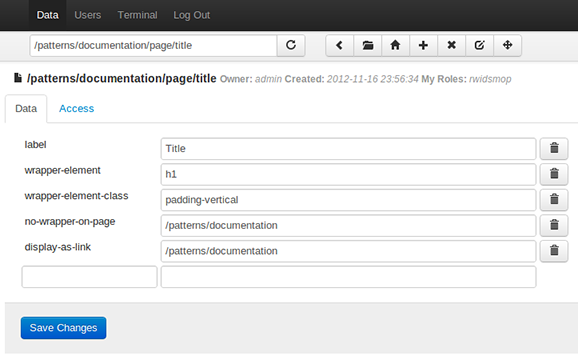 Data Users Terminal Log Out
/patterns/documentation/page/title
/patterns/documentation/page/title Owner: admin Created: 2012-11-16 23:56:34 My Roles: rwidsmop
Data Access
label Title
wrapper-element h1
wrapper-element-class padding-vertical
no-wrapper-on-page /patterns/documentation
display-as-link /patterns/documentation
Save Changes